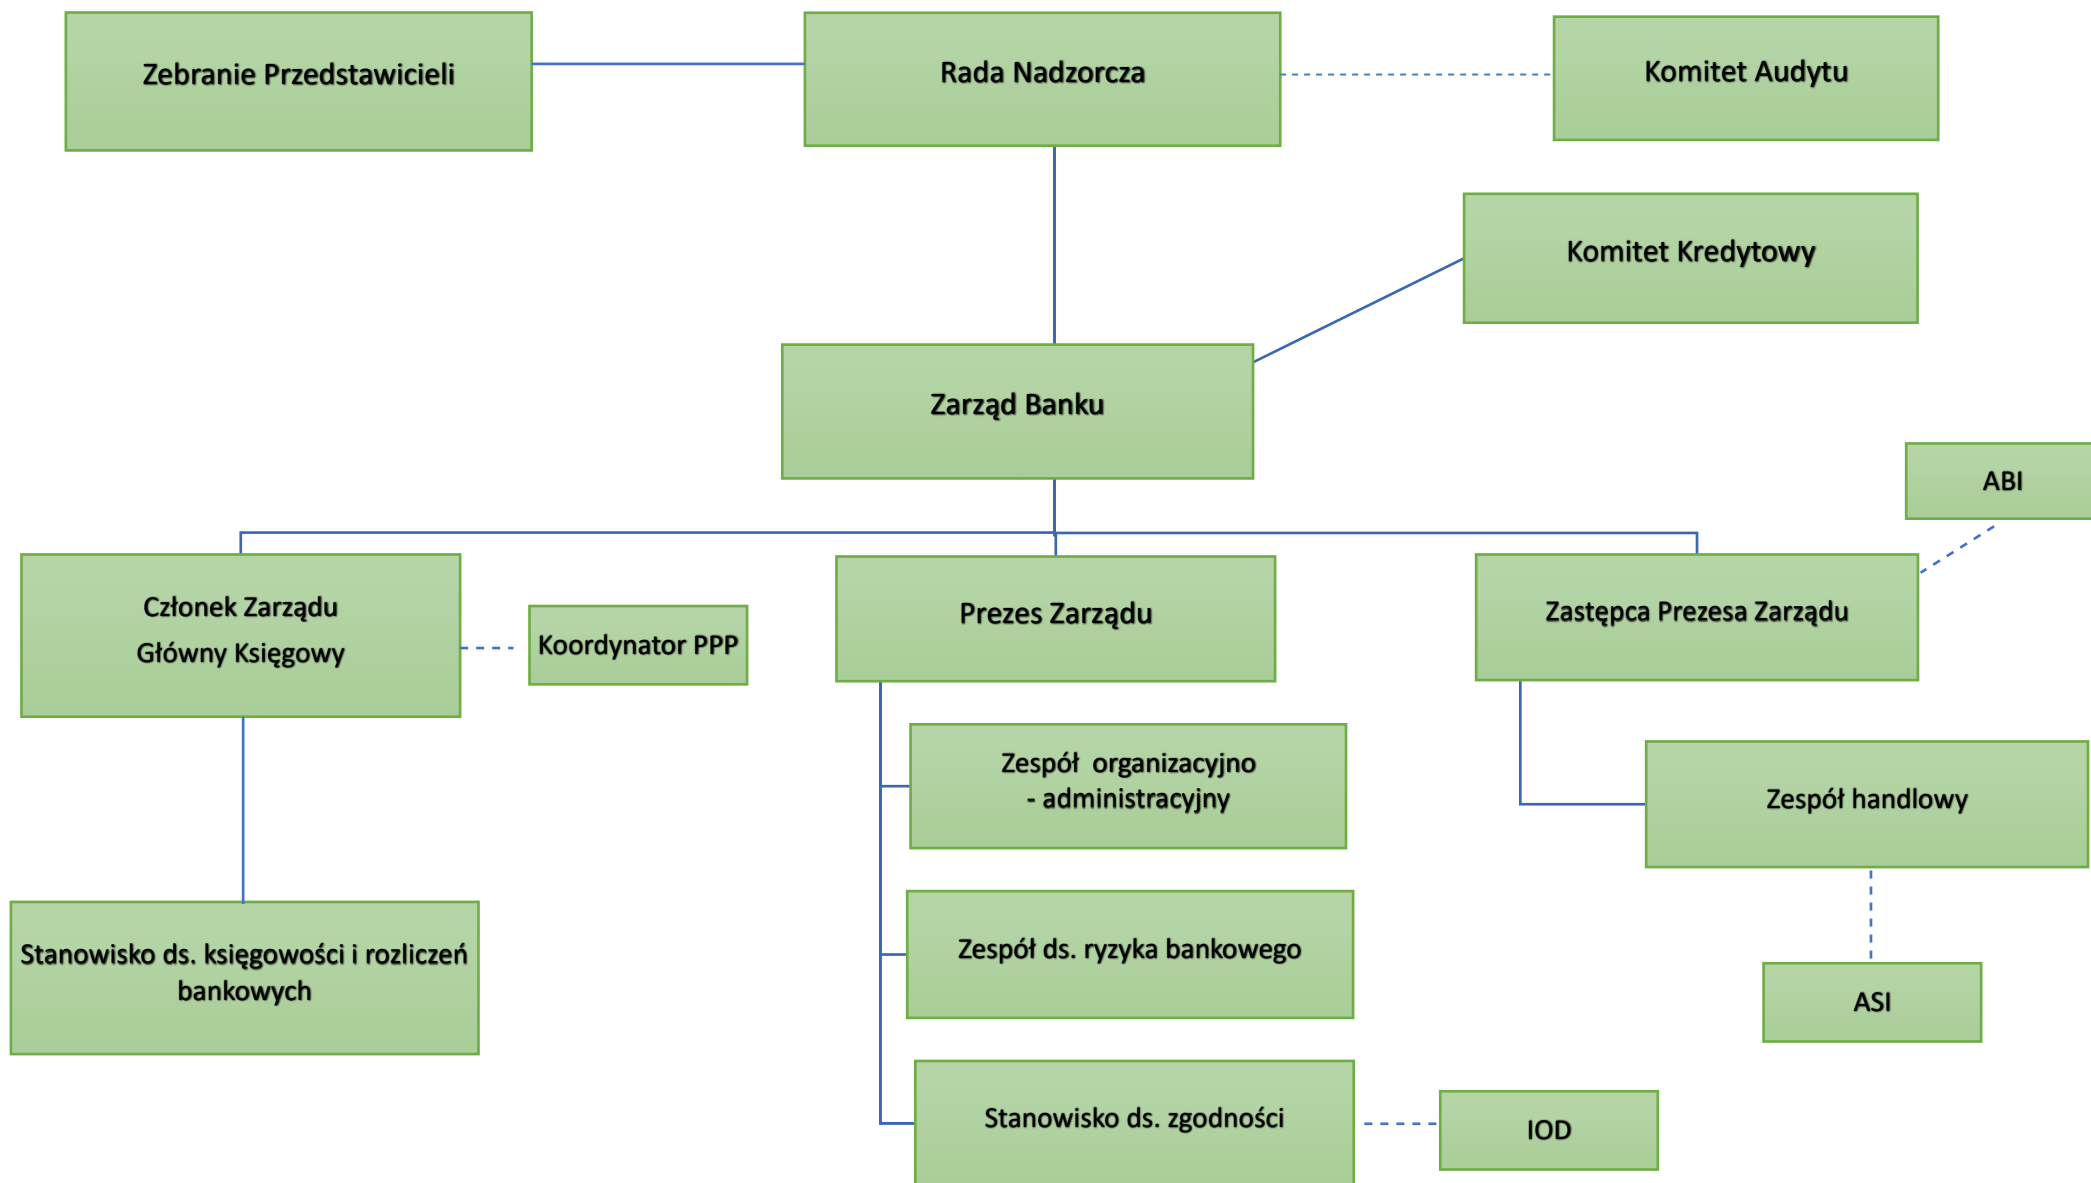 Zebranie Przedstawicieli
Rada Nadzorcza
Komitet Audytu
Komitet Kredytowy
Zarząd Banku
ABI
Członek Zarządu
Główny Księgowy
Koordynator PPP
Prezes Zarządu
Zastępca Prezesa Zarządu
Zespół organizacyjno
- administracyjny
Zespół handlowy
Stanowisko ds. księgowości i rozliczeń
bankowych
Zespół ds. ryzyka bankowego
ASI
Stanowisko ds. zgodności
IOD